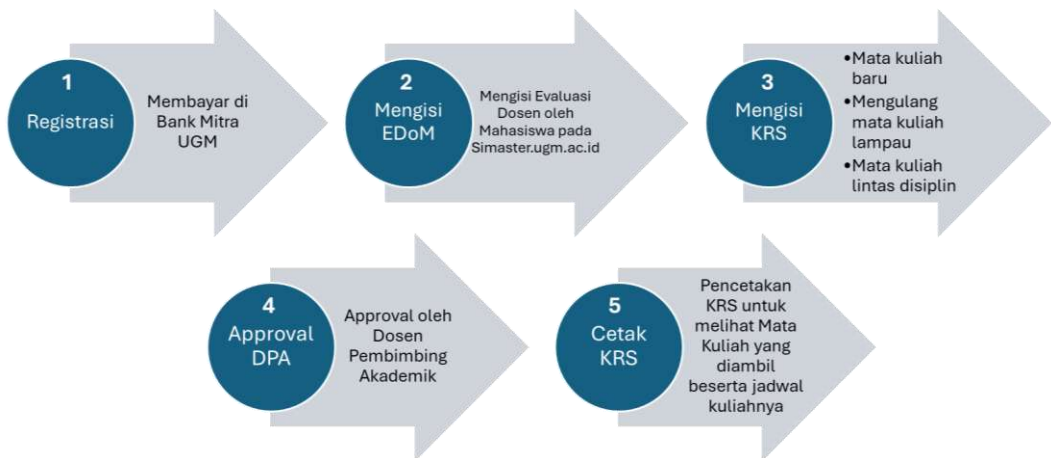 1
Registrasi
Membayar di
Bank Mitra
UGM
2
Mengisi
EDoM
Mengisi Evaluasi
Dosen oleh
Mahasiswa pada
Simaster.ugm.ac.id
3
Mengisi
KRS
•Mata kuliah
baru
•Mengulang
mata kuliah
lampau
•Mata kuliah
lintas disiplin
4
Approval
DPA
Approval oleh
Dosen
Pembimbing
Akademik
5
Cetak
KRS
Pencetakan
KRS untuk
melihat Mata
Kuliah yang
diambil
beserta jadwal
kuliahnya